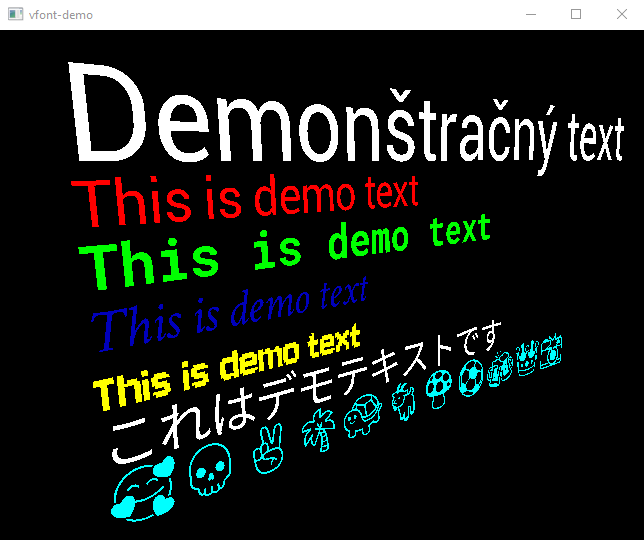 vfont-demo
Demonštračný text
This is demo text
This is demo text
This is demo text
This is demo text
これはデモテキストです
🥰💀✌🌴🐢🐐🍄⚽🍻👑💽